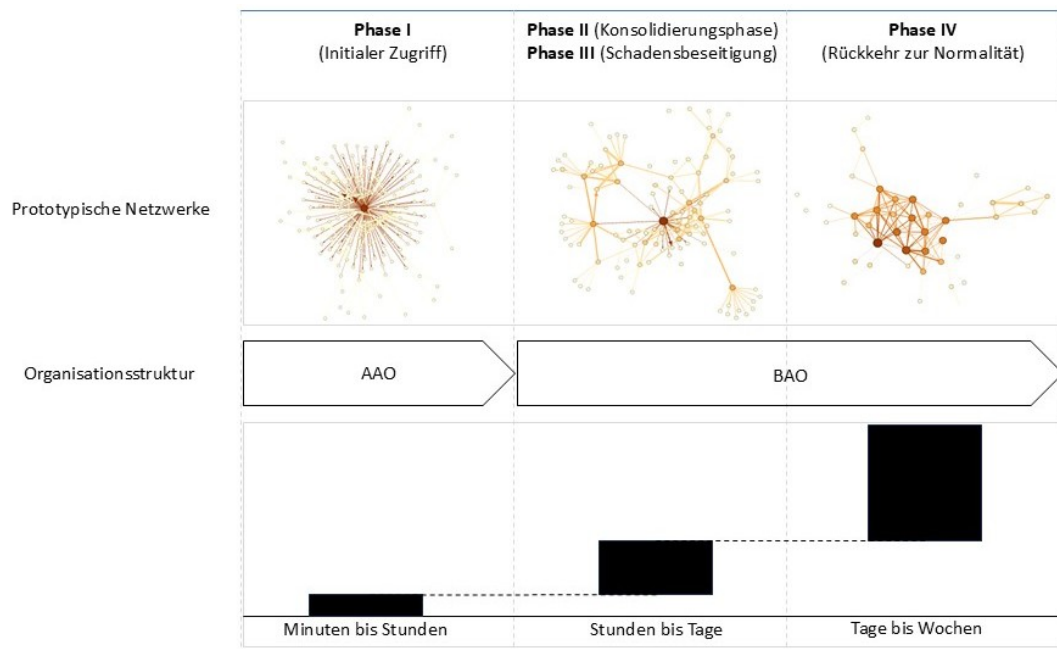 Phase I
(Initialer Zugriff)
Phase II (Konsolidierungsphase)
Phase III (Schadensbeseitigung)
Phase IV
(Rückkehr zur Normalität)
Prototypische Netzwerke
Organisationsstruktur
AAO
BAO
Minuten bis Stunden
Stunden bis Tage
Tage bis Wochen